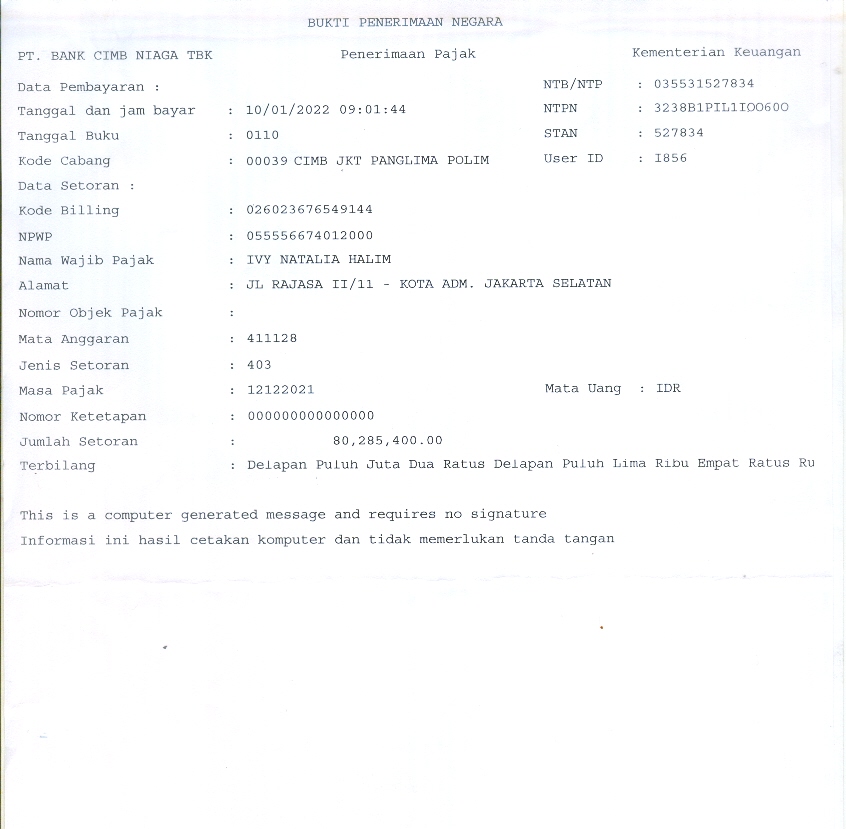 BUKTI PENERIMAAN NEGARA
PT. BANK CIMB NIAGA TBK Penerimaan Pajak Kementerian Keuangan
Data Pembayaran : NTB/NTP : 035531527834
Tanggal dan jam bayar : 10/01/2022 09:01:44 NTPN : 3238B1PIL1IOO60O
Tanggal Buku : 0110 STAN : 527834
Kode Cabang : 00039 CIMB JKT PANGLIMA POLIM User ID : I856
Data Setoran :
Kode Billing : 026023676549144
NPWP : 055556674012000
Nama Wajib Pajak : IVY NATALIA HALIM
Alamat : JL RAJASA II/11 - KOTA ADM. JAKARTA SELATAN
Nomor Objek Pajak :
Mata Anggaran : 411128
Jenis Setoran : 403
Masa Pajak : 12122021 Mata Uang : IDR
Nomor Ketetapan : 000000000000000
Jumlah Setoran : 80,285,400.00
Terbilang : Delapan Puluh Juta Dua Ratus Delapan Puluh Lima Ribu Empat Ratus Ru
This is a computer generated message and requires no signature
Informasi ini hasil cetakan komputer dan tidak memerlukan tanda tangan